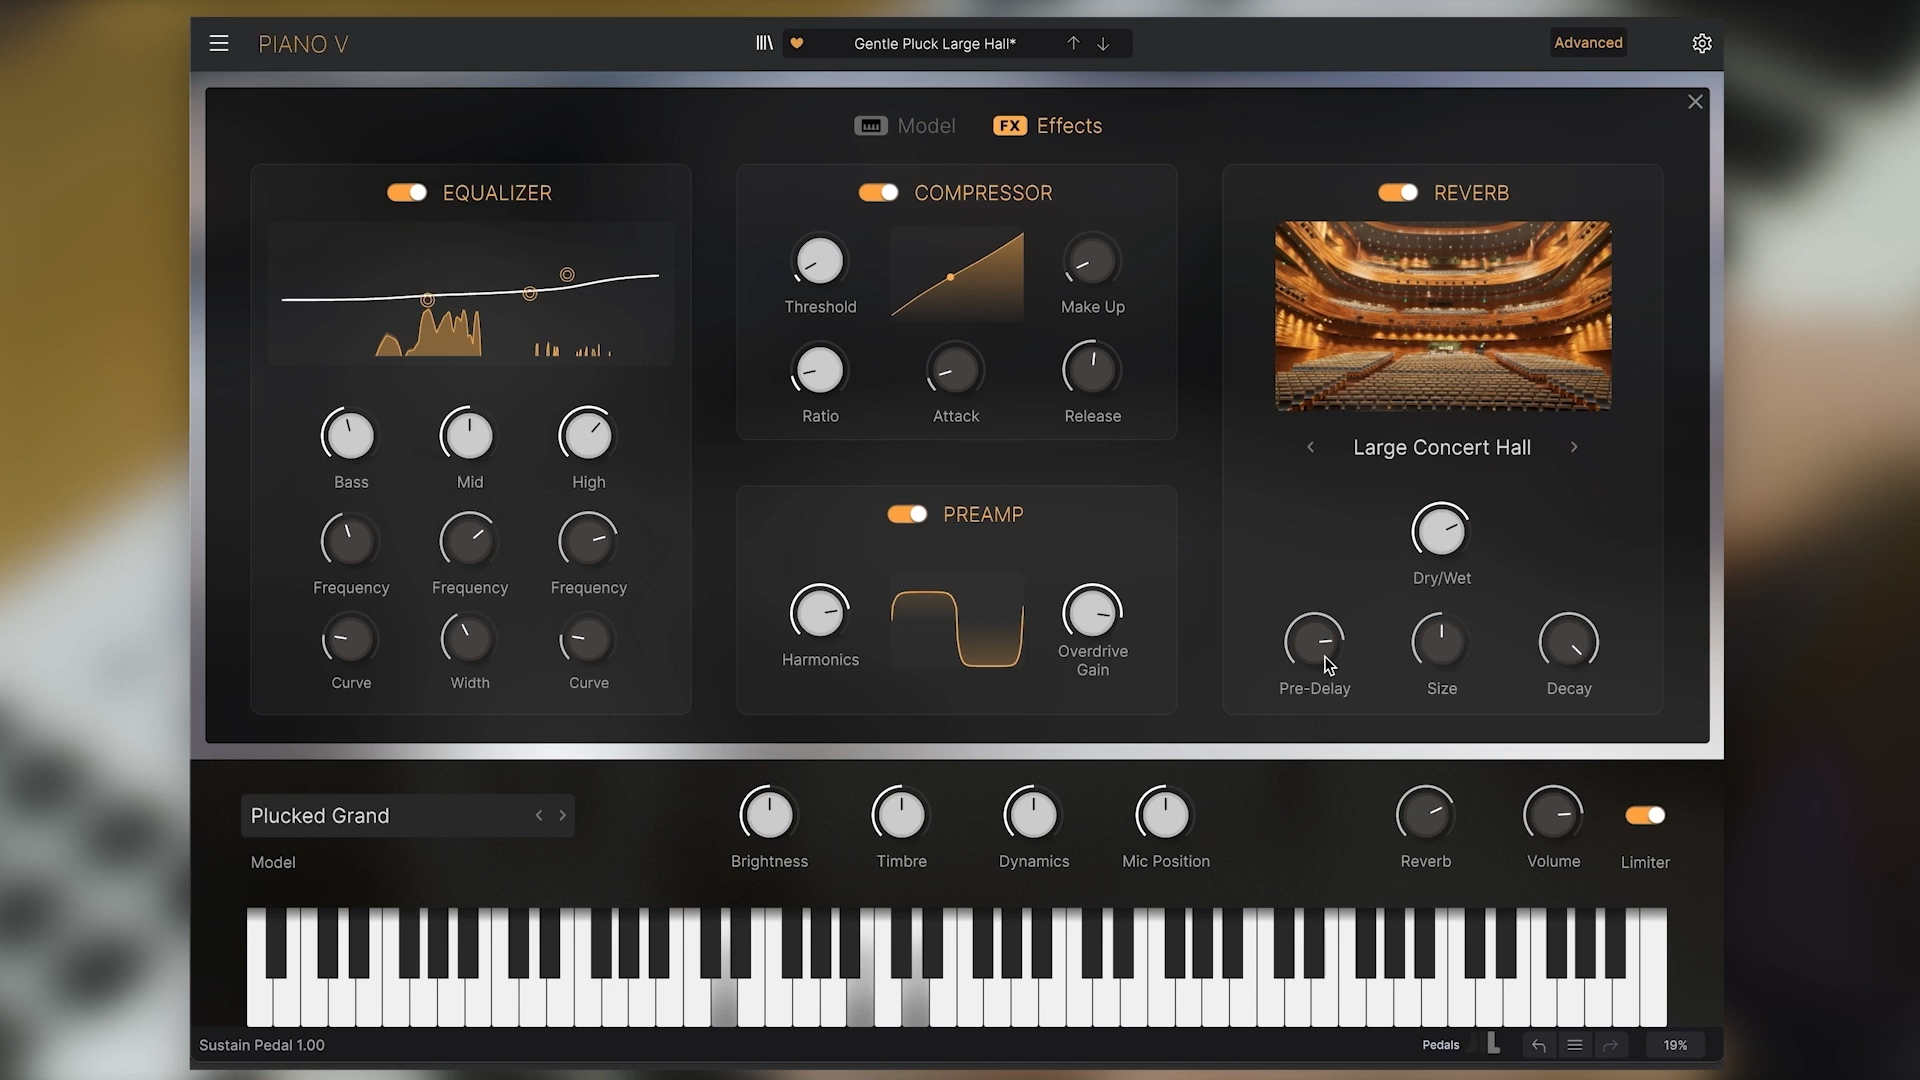 PIANO V
Gentle Pluck Large Hall*
Advanced
Model
FX Effects
EQUALIZER
COMPRESSOR
REVERB
Threshold
Make Up
Ratio
Attack
Release
Large Concert Hall
Bass
Mid
High
PREAMP
Dry/Wet
Frequency
Frequency
Frequency
Harmonics
Overdrive
Gain
Curve
Width
Curve
Pre-Delay
Size
Decay
Plucked Grand
Model
Brightness
Timbre
Dynamics
Mic Position
Reverb
Volume
Limiter
Sustain Pedal 1.00
Pedals
19%